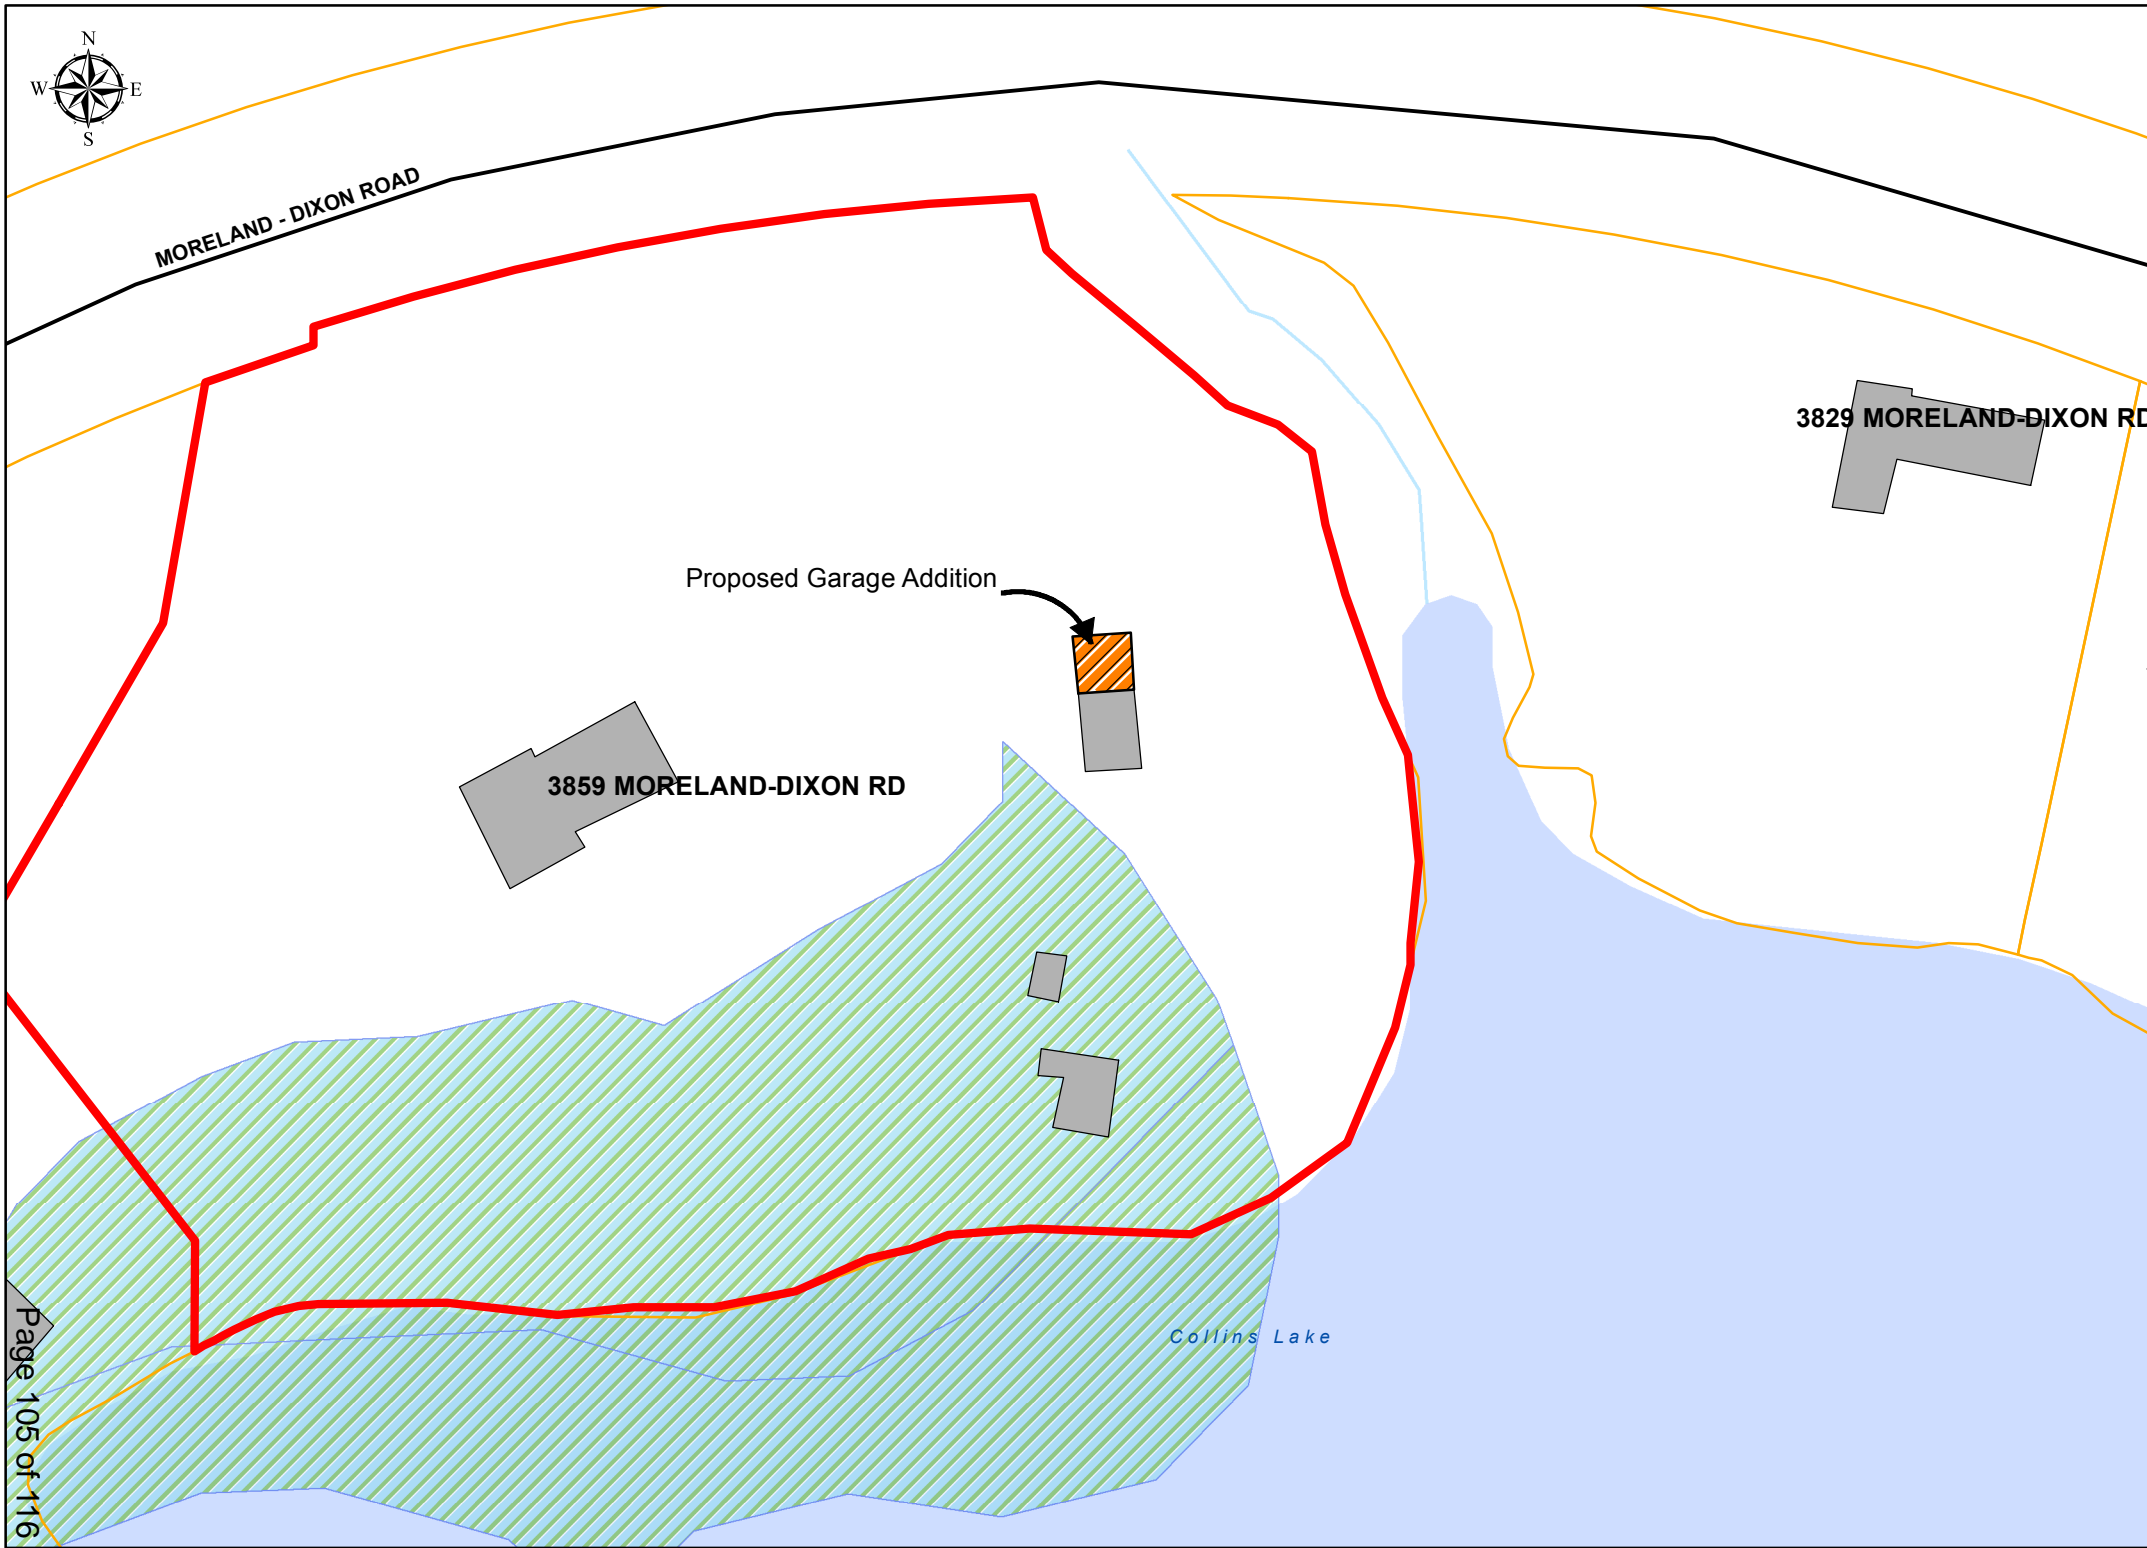 N
W E
S
MORELAND - DIXON ROAD
3829 MORELAND-DIXON RD
Proposed Garage Addition
3859 MORELAND-DIXON RD
Collins Lake
Page 105 of 116